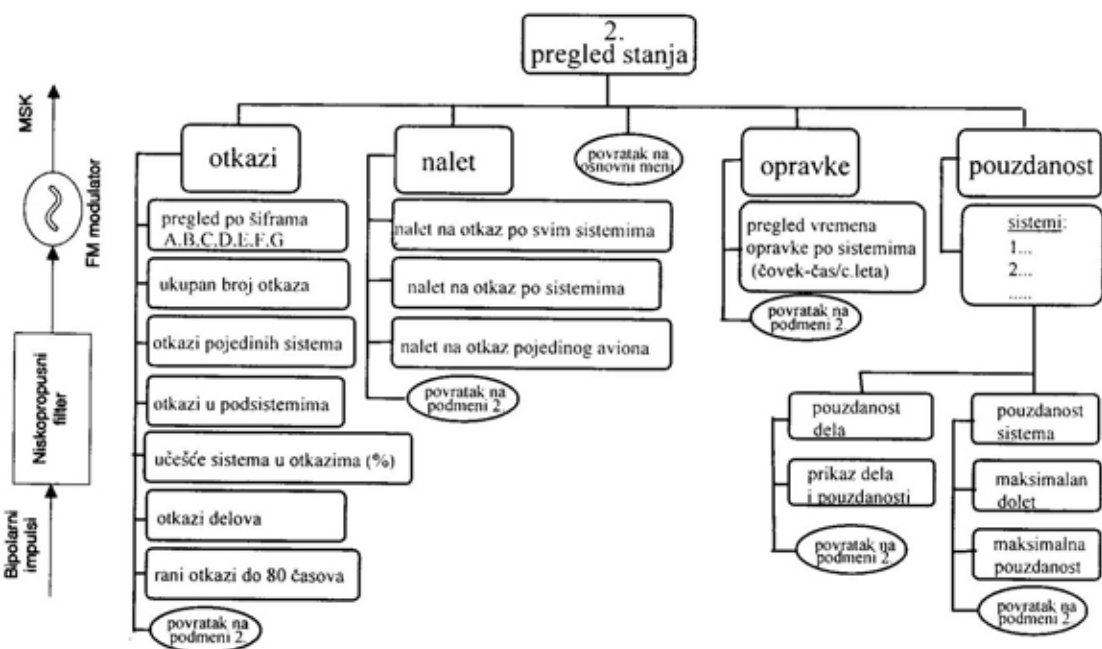 2.
pregled stanja
otkazi
pregled po šiframa
A,B,C,D,E,F,G
ukupan broj otkaza
otkazi pojedinih sistema
otkazi u podsistemima
učešće sistema u otkazima (%)
otkazi delova
rani otkazi do 80 časova
povratak na
podmeni 2.
nalet
nalet na otkaz po svim sistemima
nalet na otkaz po sistemima
nalet na otkaz pojedinog aviona
povratak na
podmeni 2.
povratak na
osnovni meni
opravke
pregled vremena
opravke po sistemima
(čovek-čas/c.leta)
povratak na
podmeni 2
pouzdanost
sistemi:
1...
2...
.....
pouzdanost
dela
prikaz dela
i pouzdanosti
povratak na
podmeni 2
pouzdanost
sistema
maksimalan
dolet
maksimalna
pouzdanost
povratak na
podmeni 2.
MSK
FM modulator
Niskopropusni
filter
Bipolarni
impulsi